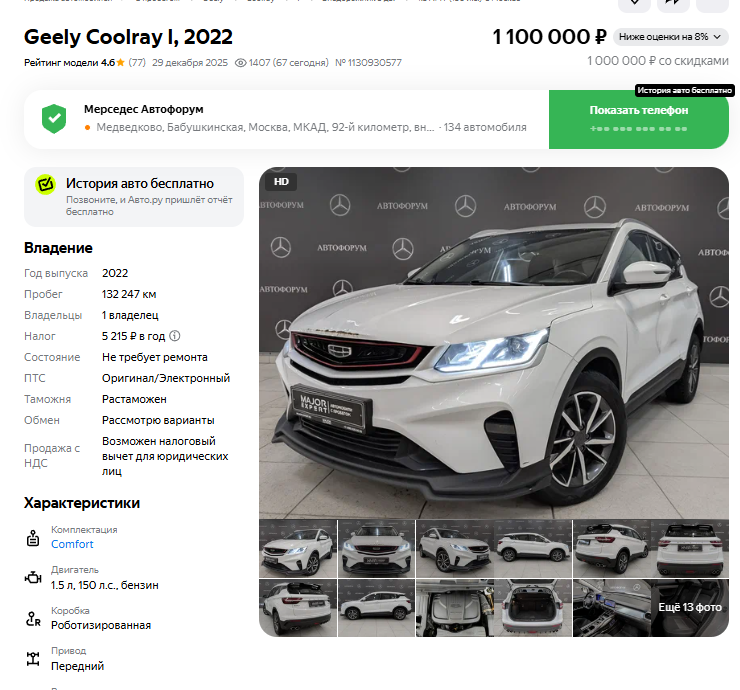 Geely Coolray I, 2022
1 100 000 ₽
Ниже оценки на 8%
Рейтинг модели 4.6 (77) 29 декабря 2025 1407 (67 сегодня) № 1130930577
1 000 000 ₽ со скидками
История авто бесплатно
Мерседес Автофорум
Медведково, Бабушкинская, Москва, МКАД, 92-й километр, вн... · 134 автомобиля
Показать телефон
История авто бесплатно
Позвоните, и Авто.ру пришлёт отчёт
бесплатно
Владение
Год выпуска 2022
Пробег 132 247 км
Владельцы 1 владелец
Налог 5 215 ₽ в год
Состояние Не требует ремонта
ПТС Оригинал/Электронный
Таможня Растаможен
Обмен Рассмотрю варианты
Продажа с НДС
Возможен налоговый
вычет для юридических
лиц
Характеристики
Комплектация
Comfort
Двигатель
1.5 л, 150 л.с., бензин
Коробка
Роботизированная
Привод
Передний
HD
АВТОФОРУМ
АВТОФОРУМ
АВТОФОРУМ
АВТОФОРУМ
АВТОФОРУМ
АВТОФОРУМ
MAJOR
EXPERT
Ещё 13 фото